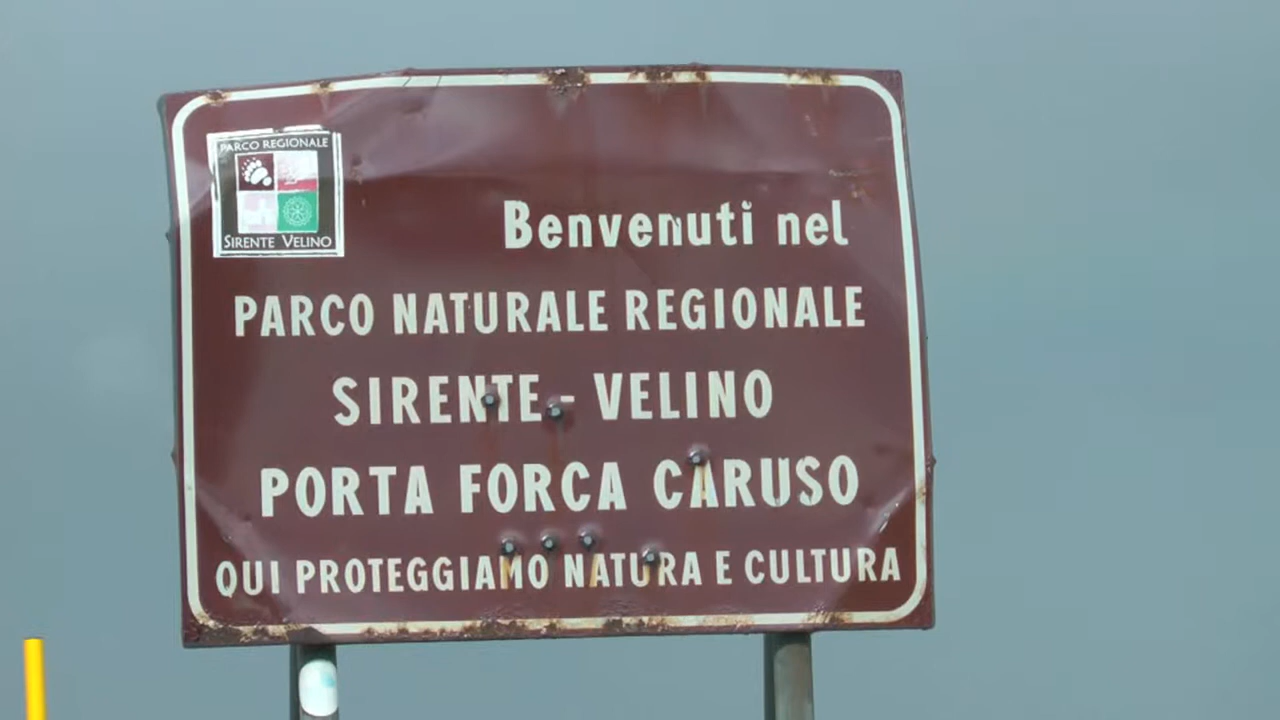 PARCO REGIONALE
SIRENTE VELINO
Benvenuti nel
PARCO NATURALE REGIONALE
SIRENTE - VELINO
PORTA FORCA CARUSO
QUI PROTEGGIAMO NATURA E CULTURA